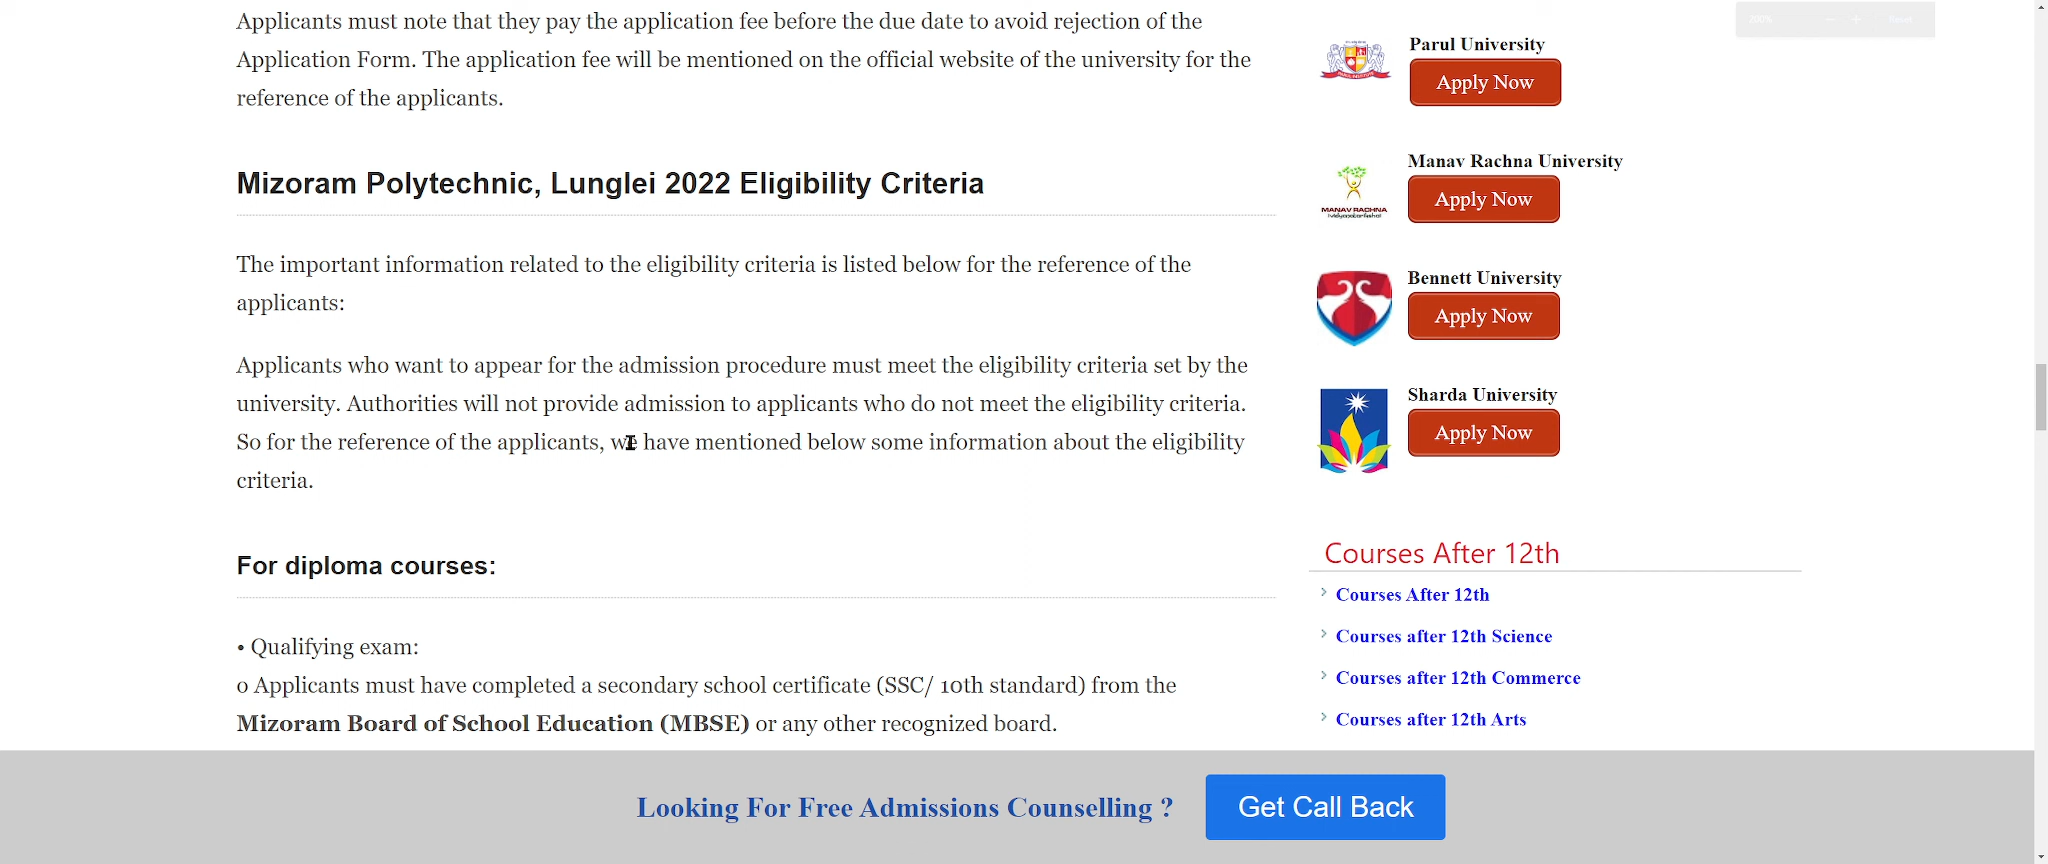 Applicants must note that they pay the application fee before the due date to avoid rejection of the
Application Form. The application fee will be mentioned on the official website of the university for the
reference of the applicants.
Mizoram Polytechnic, Lunglei 2022 Eligibility Criteria
The important information related to the eligibility criteria is listed below for the reference of the
applicants:
Applicants who want to appear for the admission procedure must meet the eligibility criteria set by the
university. Authorities will not provide admission to applicants who do not meet the eligibility criteria.
So for the reference of the applicants, we have mentioned below some information about the eligibility
criteria.
For diploma courses:
• Qualifying exam:
o Applicants must have completed a secondary school certificate (SSC/ 10th standard) from the
Mizoram Board of School Education (MBSE) or any other recognized board.
200%
Parul University
Apply Now
Manav Rachna University
MANAV RACHNA
Apply Now
Bennett University
Apply Now
Sharda University
Apply Now
Courses After 12th
Courses After 12th
Courses after 12th Science
Courses after 12th Commerce
Courses after 12th Arts
Looking For Free Admissions Counselling ?
Get Call Back